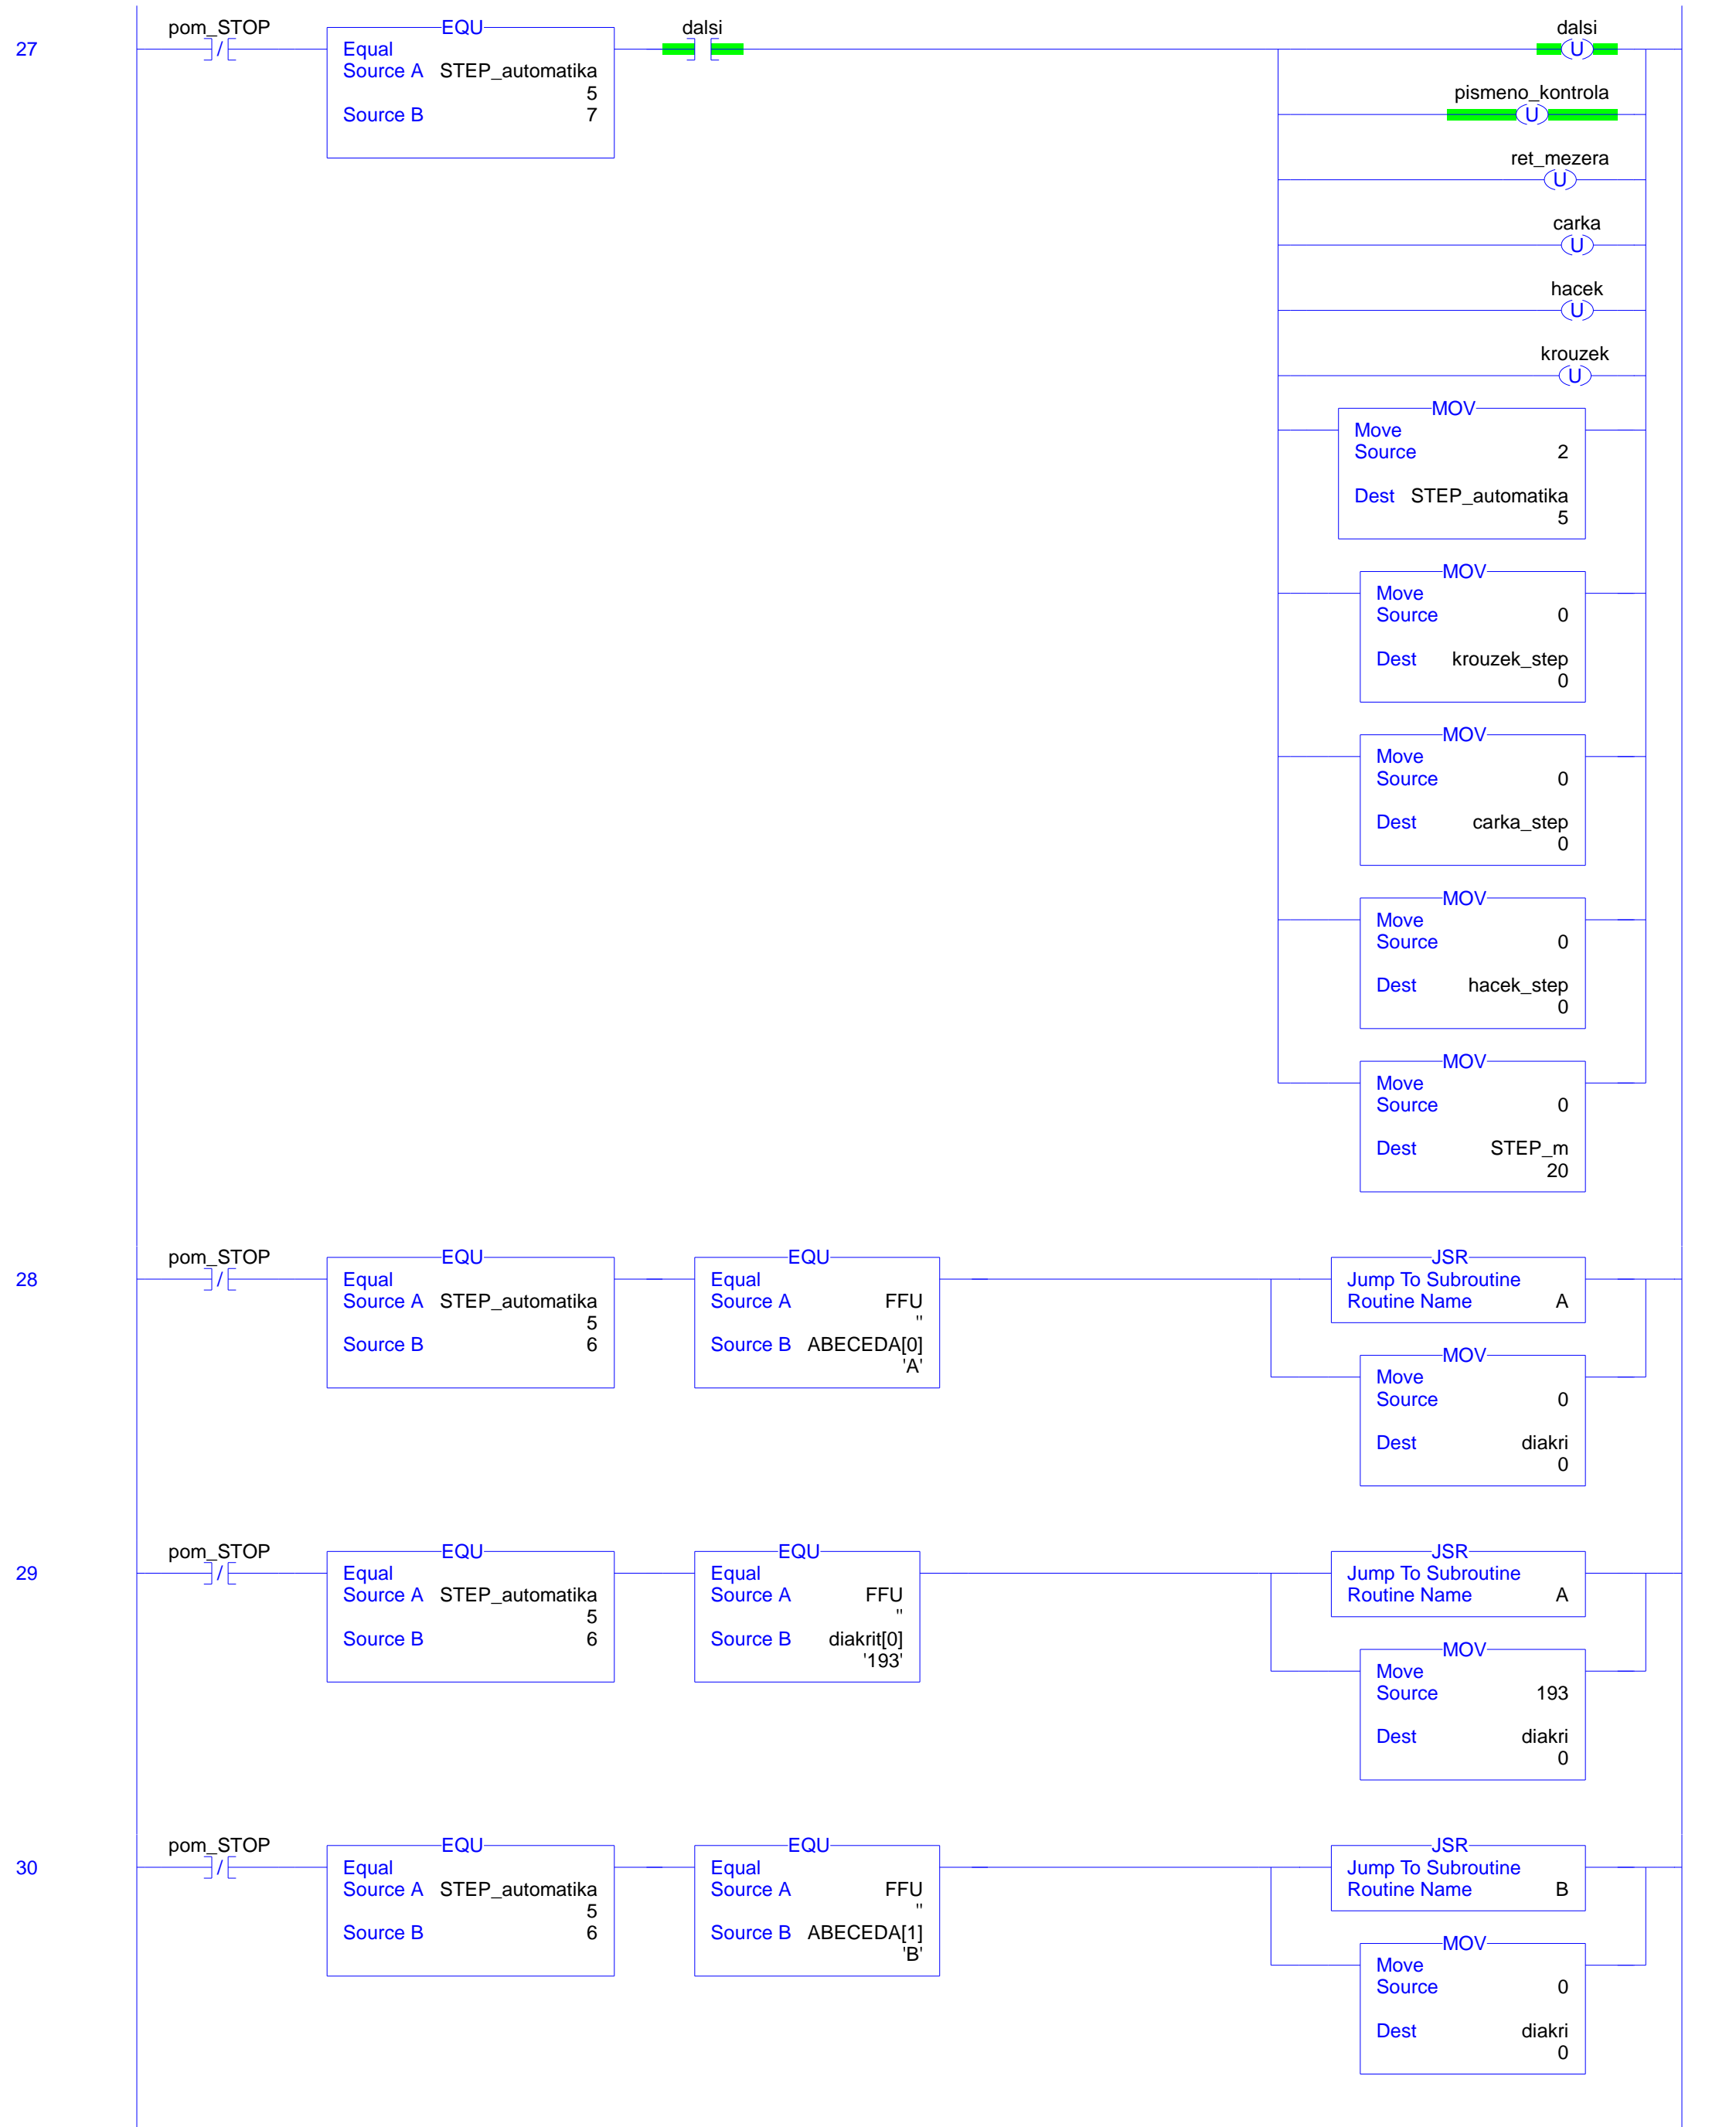 27
pom_STOP
/
EQU
Equal
Source A STEP_automatika
5
Source B 7
dalsi
dalsi
U
pismeno_kontrola
U
ret_mezera
U
carka
U
hacek
U
krouzek
U
MOV
Move
Source 2
Dest STEP_automatika
5
MOV
Move
Source 0
Dest krouzek_step
0
MOV
Move
Source 0
Dest carka_step
0
MOV
Move
Source 0
Dest hacek_step
0
MOV
Move
Source 0
Dest STEP_m
20
28
pom_STOP
/
EQU
Equal
Source A STEP_automatika
5
Source B 6
EQU
Equal
Source A FFU
''
Source B ABECEDA[0]
'A'
JSR
Jump To Subroutine
Routine Name A
MOV
Move
Source 0
Dest diakri
0
29
pom_STOP
/
EQU
Equal
Source A STEP_automatika
5
Source B 6
EQU
Equal
Source A FFU
''
Source B diakrit[0]
'193'
JSR
Jump To Subroutine
Routine Name A
MOV
Move
Source 193
Dest diakri
0
30
pom_STOP
/
EQU
Equal
Source A STEP_automatika
5
Source B 6
EQU
Equal
Source A FFU
''
Source B ABECEDA[1]
'B'
JSR
Jump To Subroutine
Routine Name B
MOV
Move
Source 0
Dest diakri
0